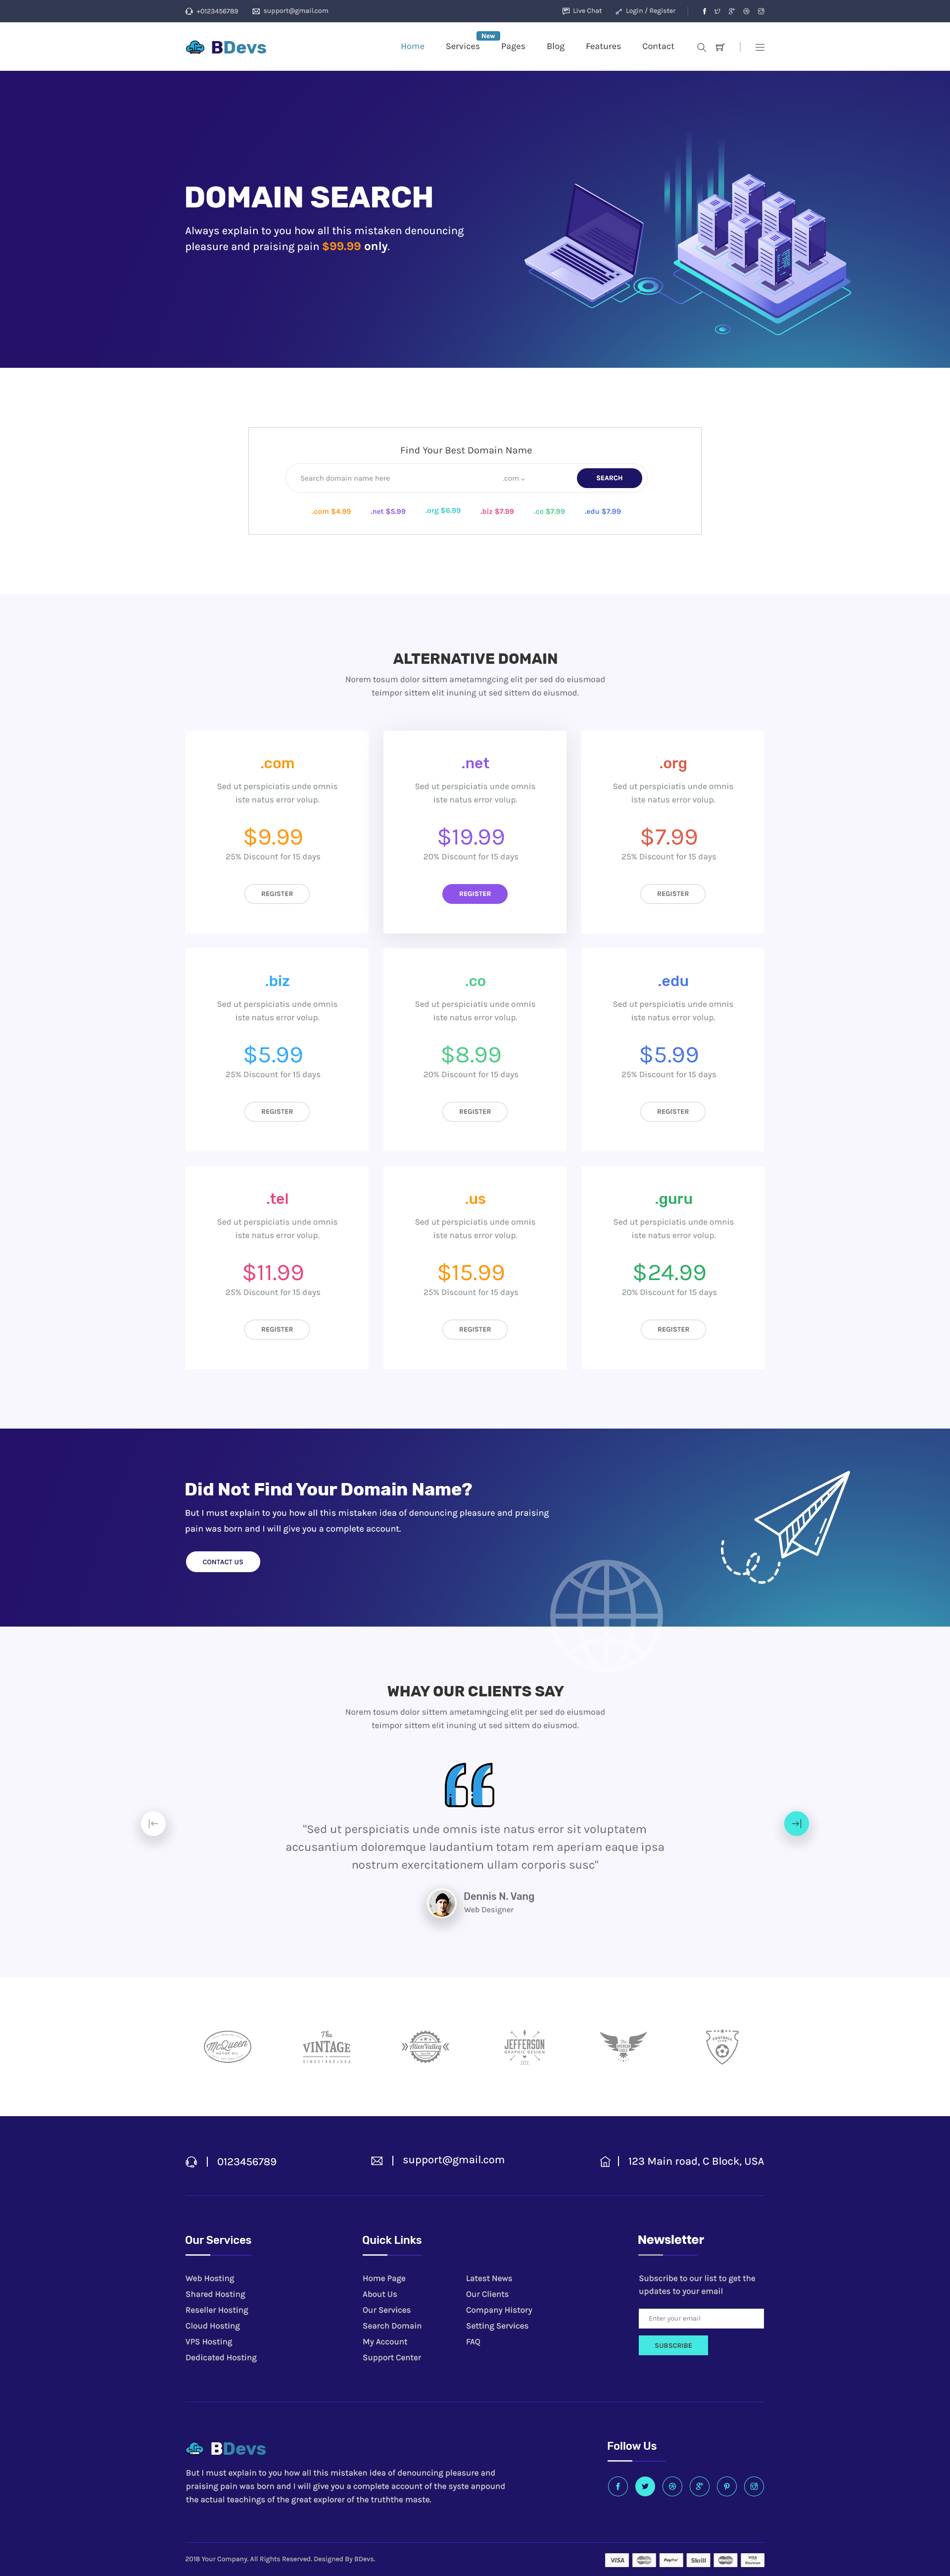 +0123456789 support@gmail.com Live Chat Login / Register
BDevs
Home Services New Pages Blog Features Contact
DOMAIN SEARCH
Always explain to you how all this mistaken denouncing
pleasure and praising pain $99.99 only.
Find Your Best Domain Name
Search domain name here .com SEARCH
.com $4.99 .net $5.99 .org $6.99 .biz $7.99 .co $7.99 .edu $7.99
ALTERNATIVE DOMAIN
Norem tosum dolor sittem ametamngcing elit per sed do eiusmoad
teimpor sittem elit inuning ut sed sittem do eiusmod.
.com
Sed ut perspiciatis unde omnis
iste natus error volup.
$9.99
25% Discount for 15 days
REGISTER
.net
Sed ut perspiciatis unde omnis
iste natus error volup.
$19.99
20% Discount for 15 days
REGISTER
.org
Sed ut perspiciatis unde omnis
iste natus error volup.
$7.99
25% Discount for 15 days
REGISTER
.biz
Sed ut perspiciatis unde omnis
iste natus error volup.
$5.99
25% Discount for 15 days
REGISTER
.co
Sed ut perspiciatis unde omnis
iste natus error volup.
$8.99
20% Discount for 15 days
REGISTER
.edu
Sed ut perspiciatis unde omnis
iste natus error volup.
$5.99
25% Discount for 15 days
REGISTER
.tel
Sed ut perspiciatis unde omnis
iste natus error volup.
$11.99
25% Discount for 15 days
REGISTER
.us
Sed ut perspiciatis unde omnis
iste natus error volup.
$15.99
25% Discount for 15 days
REGISTER
.guru
Sed ut perspiciatis unde omnis
iste natus error volup.
$24.99
20% Discount for 15 days
REGISTER
Did Not Find Your Domain Name?
But I must explain to you how all this mistaken idea of denouncing pleasure and praising
pain was born and I will give you a complete account.
CONTACT US
WHAY OUR CLIENTS SAY
Norem tosum dolor sittem ametamngcing elit per sed do eiusmoad
teimpor sittem elit inuning ut sed sittem do eiusmod.
"Sed ut perspiciatis unde omnis iste natus error sit voluptatem
accusantium doloremque laudantium totam rem aperiam eaque ipsa
nostrum exercitationem ullam corporis susc"
Dennis N. Vang
Web Designer
McQueen
MOTOR OIL
The
VINTAGE
Alien Valley
JEFFERSON
GRAPHIC DESIGN
FOOTBALL
0123456789
support@gmail.com
123 Main road, C Block, USA
Our Services
Web Hosting
Shared Hosting
Reseller Hosting
Cloud Hosting
VPS Hosting
Dedicated Hosting
Quick Links
Home Page
About Us
Our Services
Search Domain
My Account
Support Center
Latest News
Our Clients
Company History
Setting Services
FAQ
Newsletter
Subscribe to our list to get the
updates to your email
Enter your email
SUBSCRIBE
BDevs
But I must explain to you how all this mistaken idea of denouncing pleasure and
praising pain was born and I will give you a complete account of the syste anpound
the actual teachings of the great explorer of the truththe maste.
Follow Us
2018 Your Company. All Rights Reserved. Designed By BDevs.
VISA PayPal Skrill VISA Electron